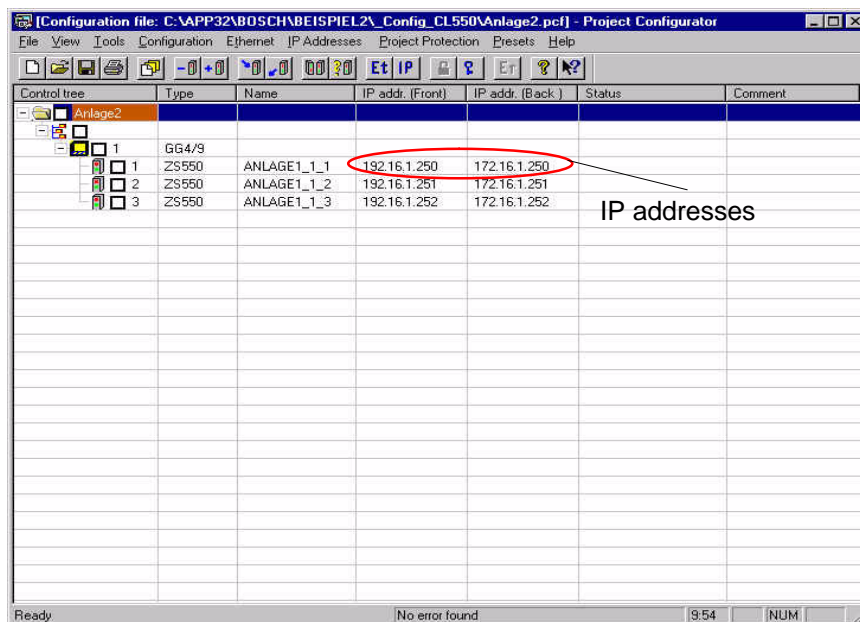 [Configuration file: C:\APP32\BOSCH\BEISPIEL2\_Config_CL550\Anlage2.pcf] - Project Configurator
File View Tools Configuration Ethernet IP Addresses Project Protection Presets Help
Et IP Er
Control tree Type Name IP addr. (Front) IP addr. (Back ) Status Comment
Anlage2
1 GG4/9
1 ZS550 ANLAGE1_1_1 192.16.1.250 172.16.1.250
2 ZS550 ANLAGE1_1_2 192.16.1.251 172.16.1.251
3 ZS550 ANLAGE1_1_3 192.16.1.252 172.16.1.252
IP addresses
Ready No error found 9:54 NUM